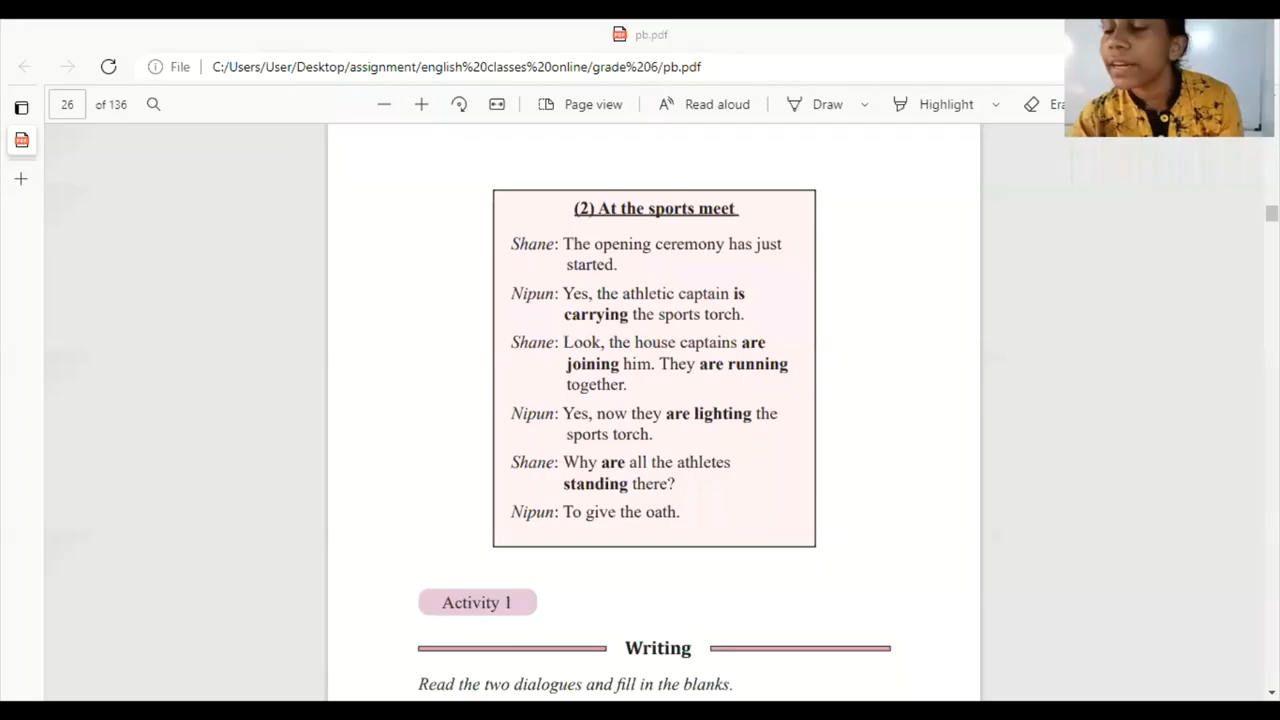 pb.pdf
File C:/Users/User/Desktop/assignment/english%20classes%20online/grade%206/pb.pdf
26 of 136 Page view Read aloud Draw Highlight
(2) At the sports meet
Shane: The opening ceremony has just
started.
Nipun: Yes, the athletic captain is
carrying the sports torch.
Shane: Look, the house captains are
joining him. They are running
together.
Nipun: Yes, now they are lighting the
sports torch.
Shane: Why are all the athletes
standing there?
Nipun: To give the oath.
Activity 1
Writing
Read the two dialogues and fill in the blanks.